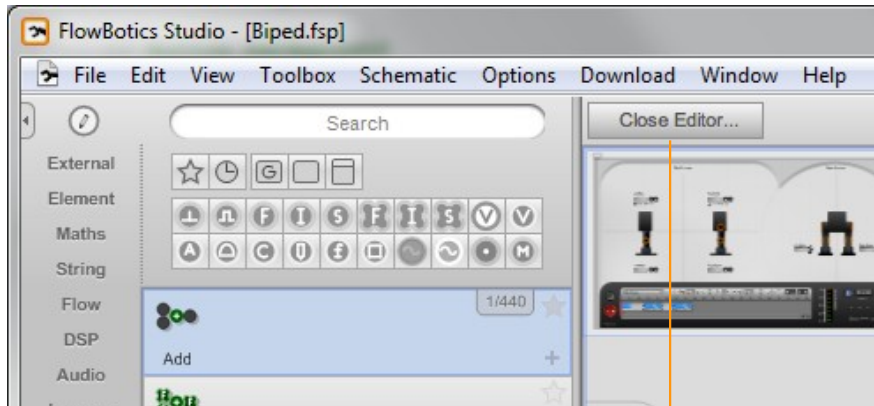 FlowBotics Studio - [Biped.fsp]
File Edit View Toolbox Schematic Options Download Window Help
Search
Close Editor...
External
Element
Maths
String
Flow
DSP
Audio
G
F I S F I S V V
A C f M
1/440
Add